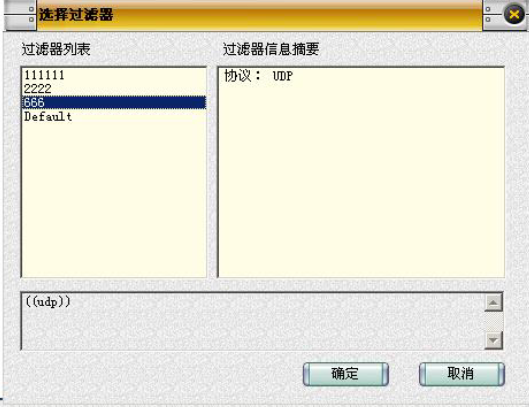 选择过滤器
过滤器列表
过滤器信息摘要
111111
2222
666
Default
协议: UDP
((udp))
确定
取消